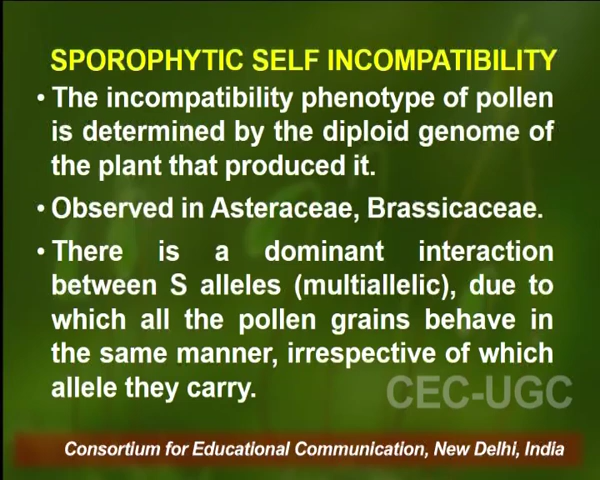 SPOROPHYTIC SELF INCOMPATIBILITY
• The incompatibility phenotype of pollen
is determined by the diploid genome of
the plant that produced it.
• Observed in Asteraceae, Brassicaceae.
• There is a dominant interaction
between S alleles (multiallelic), due to
which all the pollen grains behave in
the same manner, irrespective of which
allele they carry.
CEC-UGC
Consortium for Educational Communication, New Delhi, India